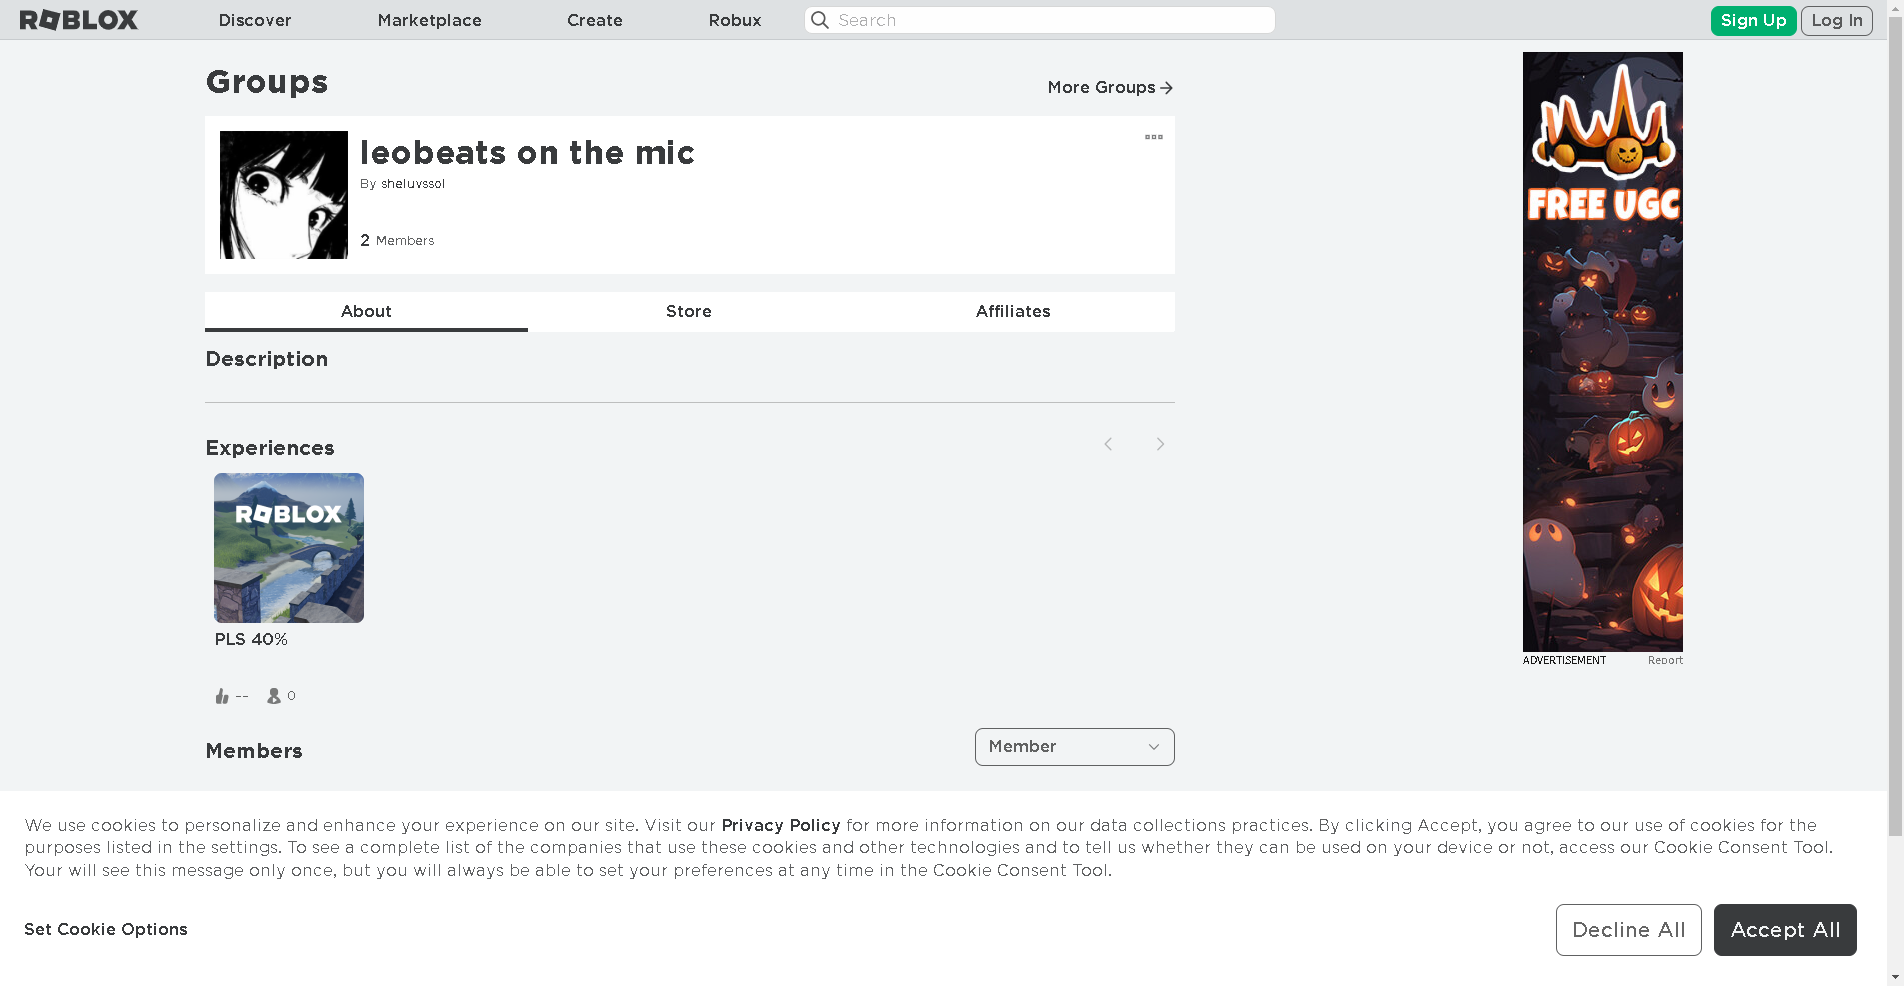 ROBLOX
Discover
Marketplace
Create
Robux
Search
Sign Up
Log In
Groups
More Groups
leobeats on the mic
By sheluvssol
2 Members
About
Store
Affiliates
Description
Experiences
ROBLOX
PLS 40%
-- 0
Members
Member
FREE UGC
ADVERTISEMENT
Report
We use cookies to personalize and enhance your experience on our site. Visit our Privacy Policy for more information on our data collections practices. By clicking Accept, you agree to our use of cookies for the
purposes listed in the settings. To see a complete list of the companies that use these cookies and other technologies and to tell us whether they can be used on your device or not, access our Cookie Consent Tool.
Your will see this message only once, but you will always be able to set your preferences at any time in the Cookie Consent Tool.
Set Cookie Options
Decline All
Accept All